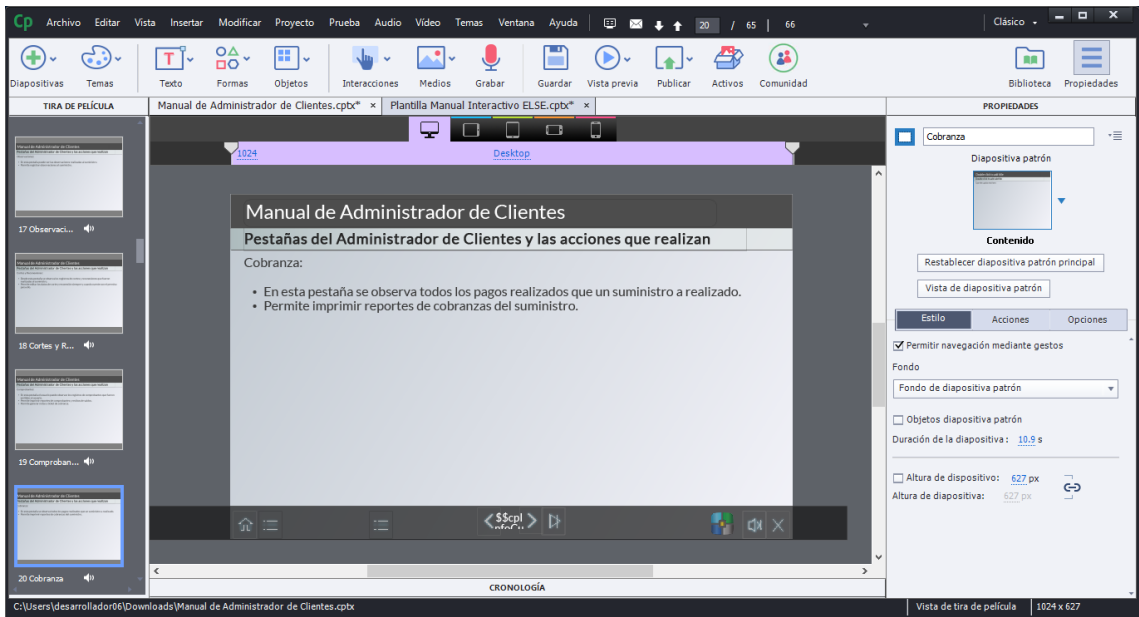 Cp Archivo Editar Vista Insertar Modificar Proyecto Prueba Audio Vídeo Temas Ventana Ayuda 20 / 65 66 Clásico
Diapositivas Temas Texto Formas Objetos Interacciones Medios Grabar Guardar Vista previa Publicar Activos Comunidad Biblioteca Propiedades
TIRA DE PELÍCULA
Manual de Administrador de Clientes.cptx* × Plantilla Manual Interactivo ELSE.cptx* ×
PROPIEDADES
17 Observaci...
18 Cortes y R...
19 Comproban...
20 Cobranza
1024 Desktop
Manual de Administrador de Clientes
Pestañas del Administrador de Clientes y las acciones que realizan
Cobranza:
• En esta pestaña se observa todos los pagos realizados que un suministro a realizado.
• Permite imprimir reportes de cobranzas del suministro.
$$cpI
CRONOLOGÍA
Cobranza
Diapositiva patrón
Contenido
Restablecer diapositiva patrón principal
Vista de diapositiva patrón
Estilo Acciones Opciones
Permitir navegación mediante gestos
Fondo
Fondo de diapositiva patrón
Objetos diapositiva patrón
Duración de la diapositiva: 10.9 s
Altura de dispositivo: 627 px
Altura de diapositiva: 627 px
C:\Users\desarrollador06\Downloads\Manual de Administrador de Clientes.cptx
Vista de tira de película 1024 x 627